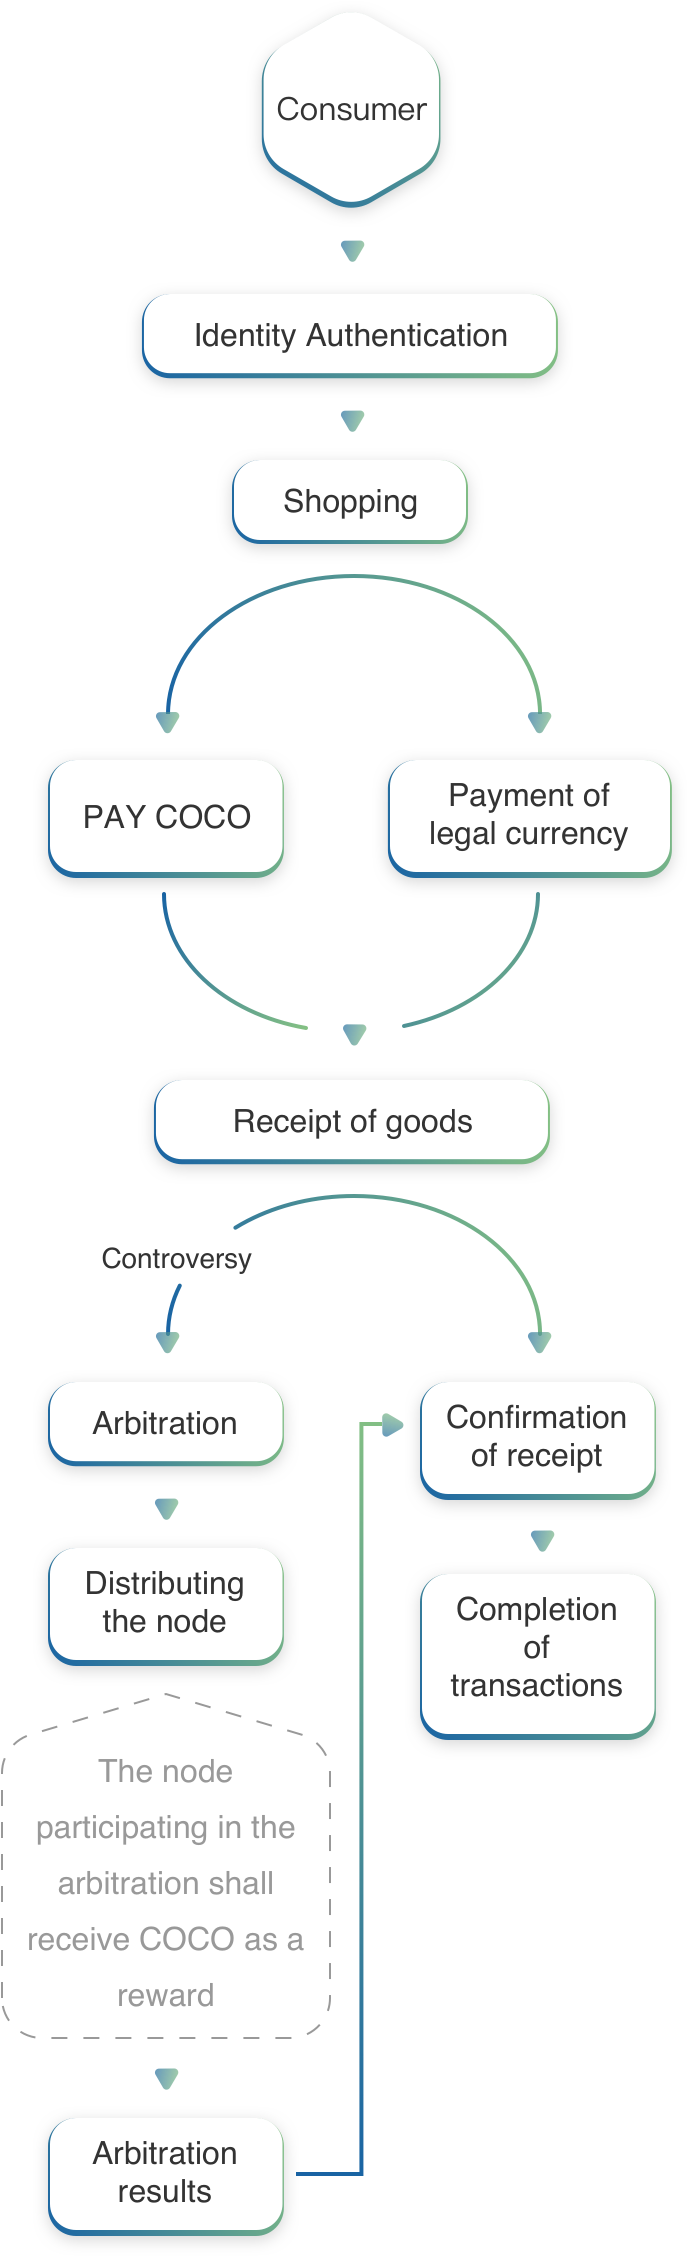 Consumer
Identity Authentication
Shopping
PAY COCO
Payment of
legal currency
Receipt of goods
Controversy
Arbitration
Confirmation
of receipt
Distributing
the node
Completion
of
transactions
The node
participating in the
arbitration shall
receive COCO as a
reward
Arbitration
results